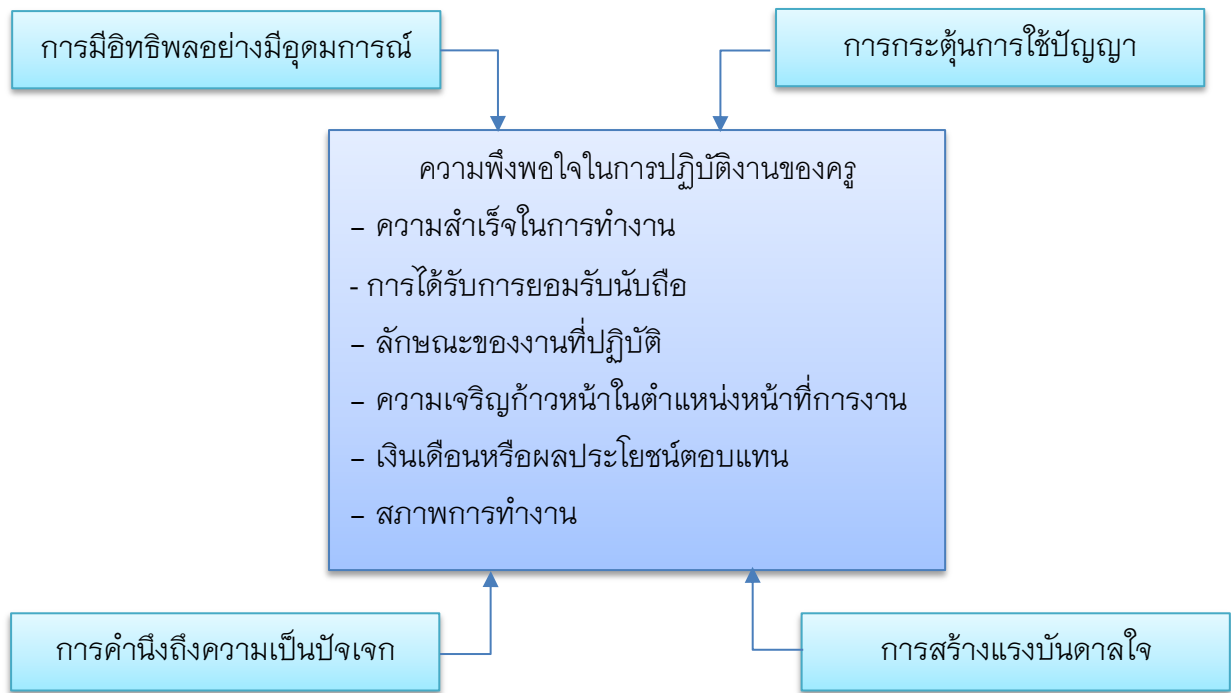 การมีอิทธิพลอย่างมีอุดมการณ์
การกระตุ้นการใช้ปัญญา
ความพึงพอใจในการปฏิบัติงานของครู
– ความสำเร็จในการทำงาน
- การได้รับการยอมรับนับถือ
– ลักษณะของงานที่ปฏิบัติ
– ความเจริญก้าวหน้าในตำแหน่งหน้าที่การงาน
– เงินเดือนหรือผลประโยชน์ตอบแทน
– สภาพการทำงาน
การคำนึงถึงความเป็นปัจเจก
การสร้างแรงบันดาลใจ